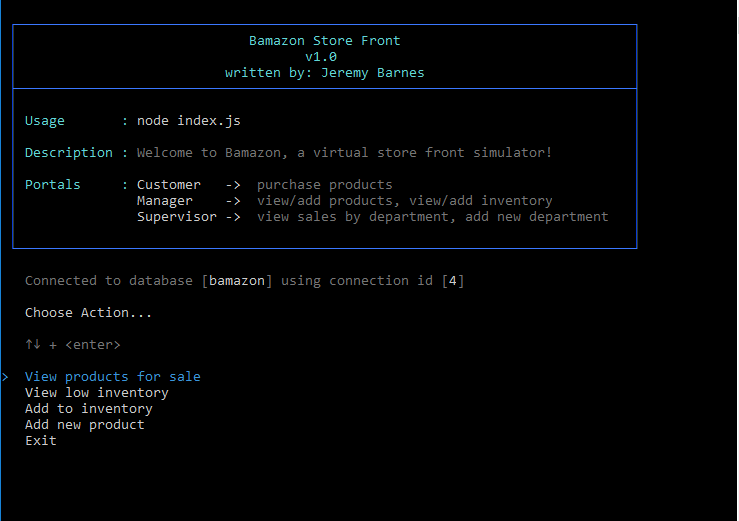 Bamazon Store Front
v1.0
written by: Jeremy Barnes
Usage : node index.js
Description : Welcome to Bamazon, a virtual store front simulator!
Portals : Customer -> purchase products
Manager -> view/add products, view/add inventory
Supervisor -> view sales by department, add new department
Connected to database [bamazon] using connection id [4]
Choose Action...
↑↓ + <enter>
> View products for sale
View low inventory
Add to inventory
Add new product
Exit